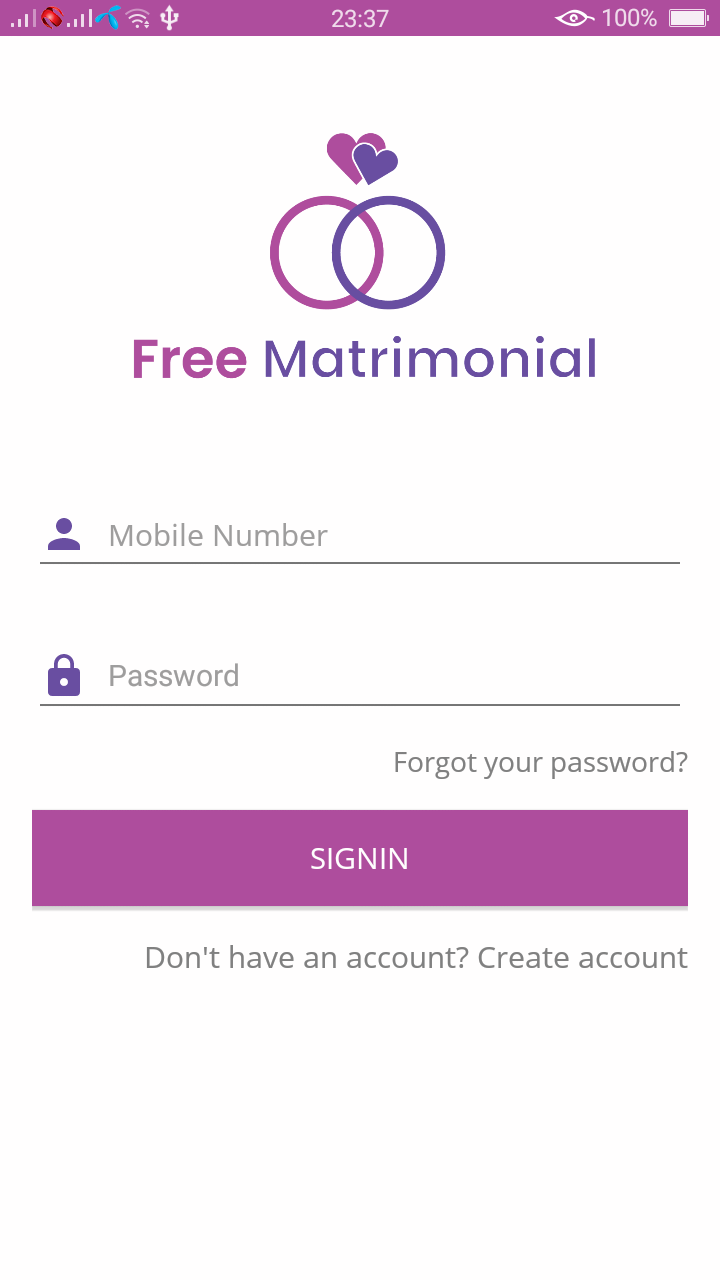 23:37
100%
Free Matrimonial
Mobile Number
Password
Forgot your password?
SIGNIN
Don't have an account? Create account